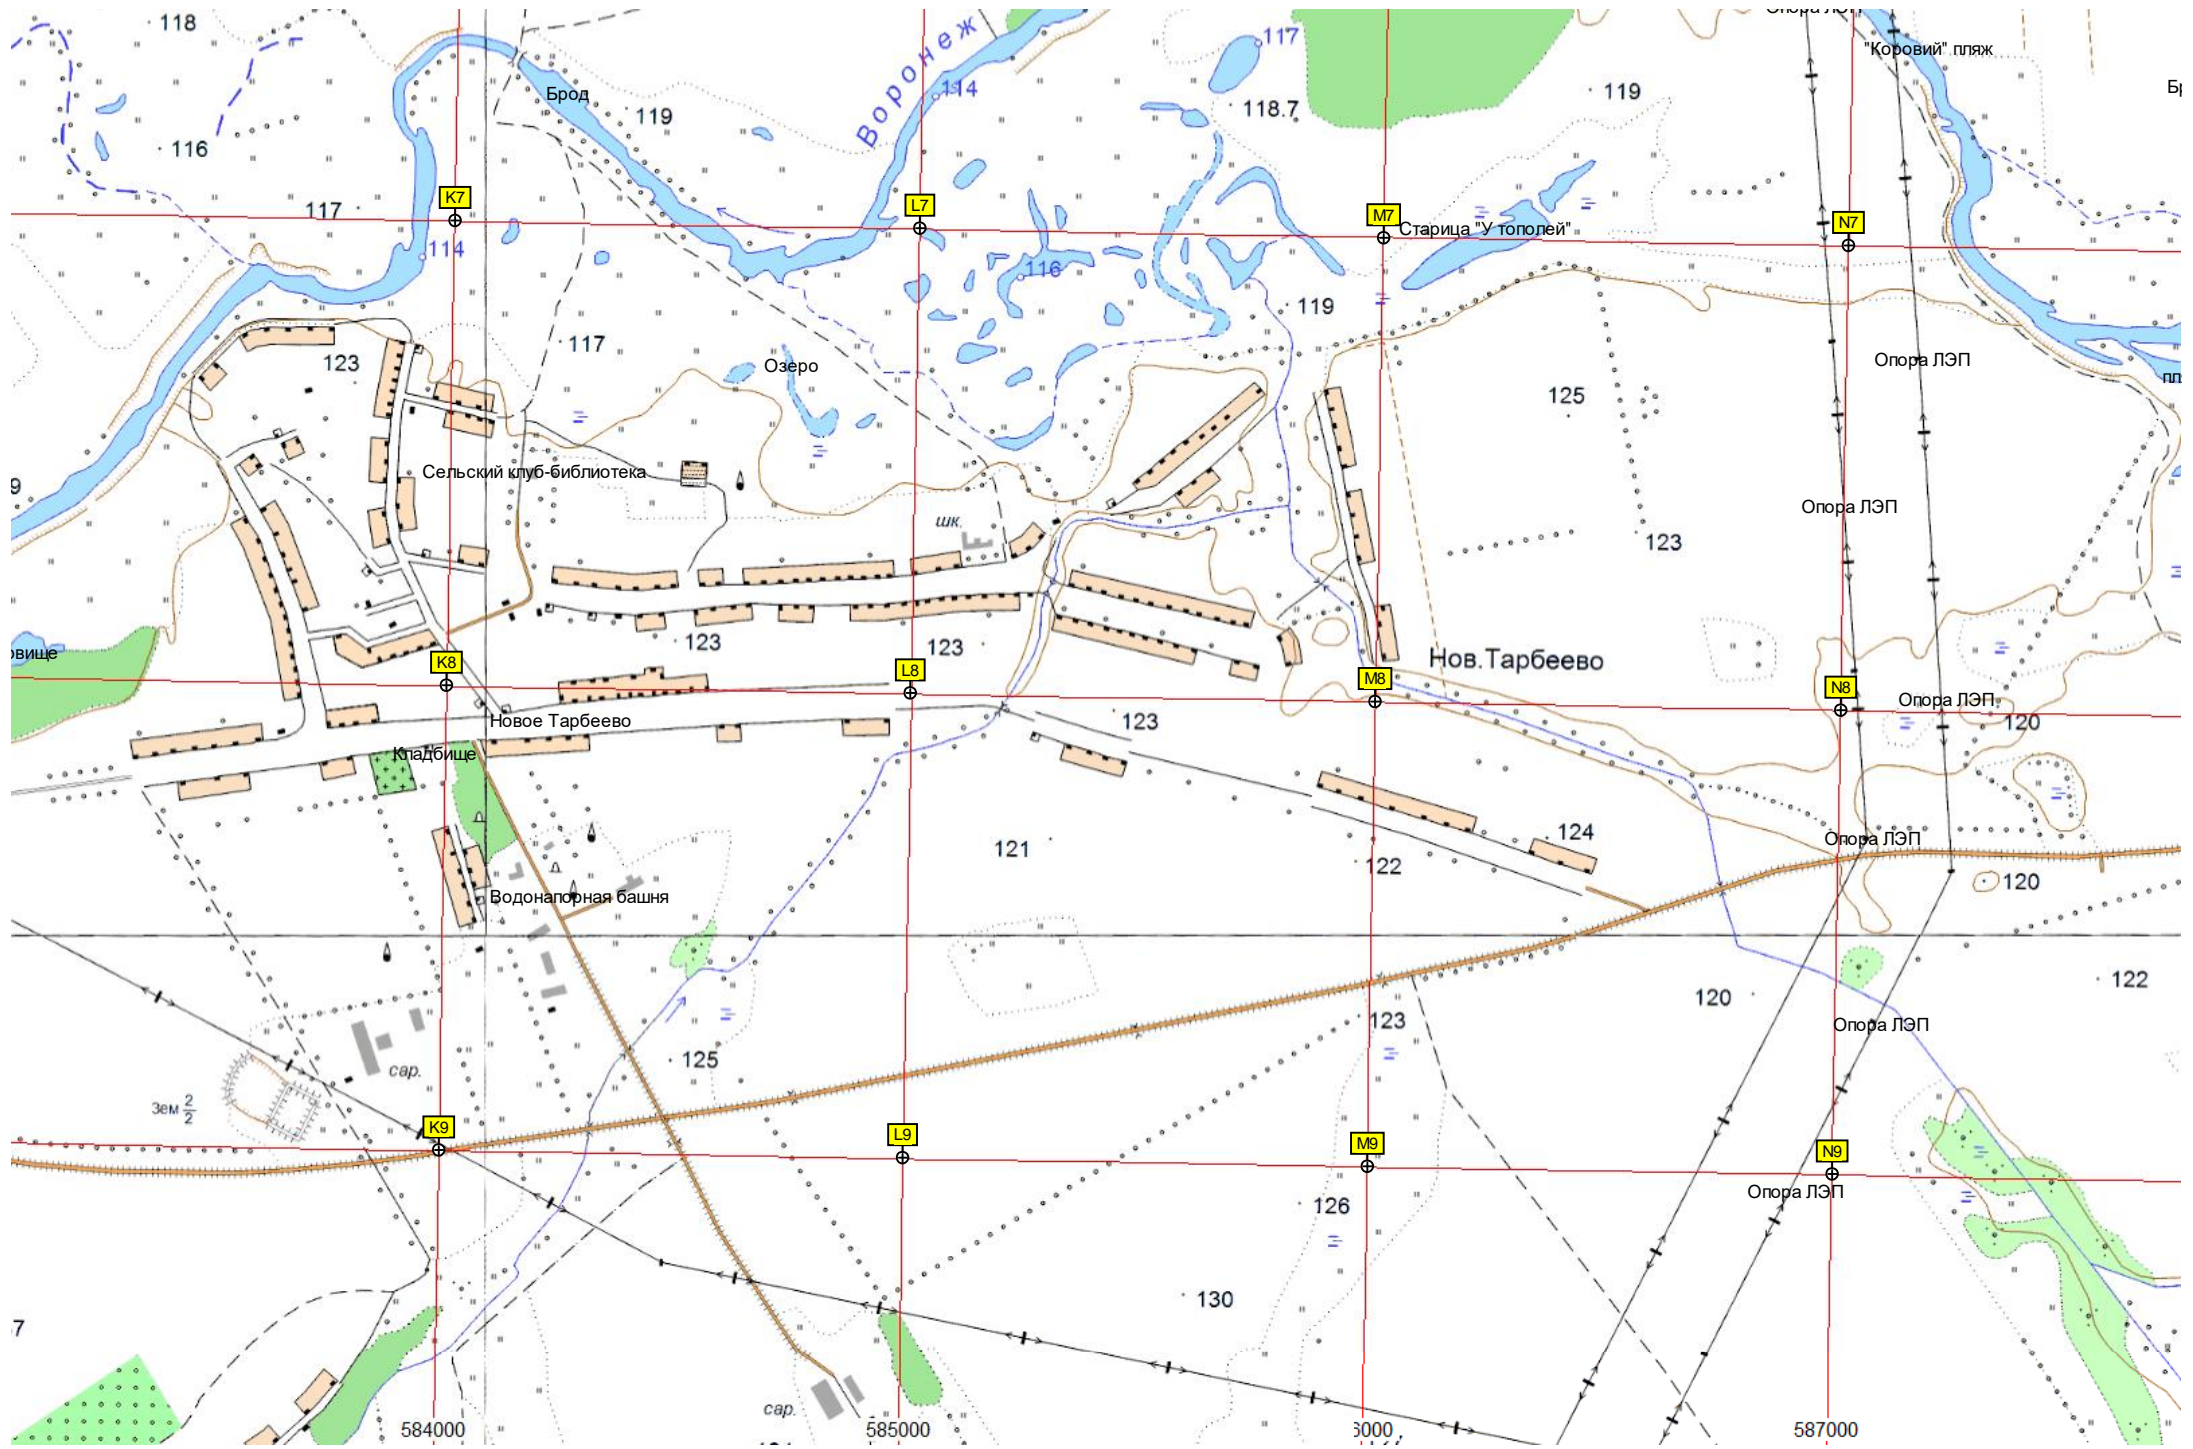 118
Брод
119
Воронеж
114
117
118.7
119
"Коровий" пляж
116
117
K7
L7
M7
Старица "У тополей"
N7
114
116
119
117
123
Озеро
125
Опора ЛЭП
Сельский клуб-библиотека
9
шк.
Опора ЛЭП
123
123
123
Нов.Тарбеево
K8
L8
M8
N8
Опора ЛЭП
Новое Тарбеево
123
120
Кладбище
121
124
122
Опора ЛЭП
120
Водонапорная башня
122
120
123
Опора ЛЭП
125
сар.
Зем 2/2
K9
L9
M9
N9
Опора ЛЭП
126
130
7
сар.
584000
585000
587000